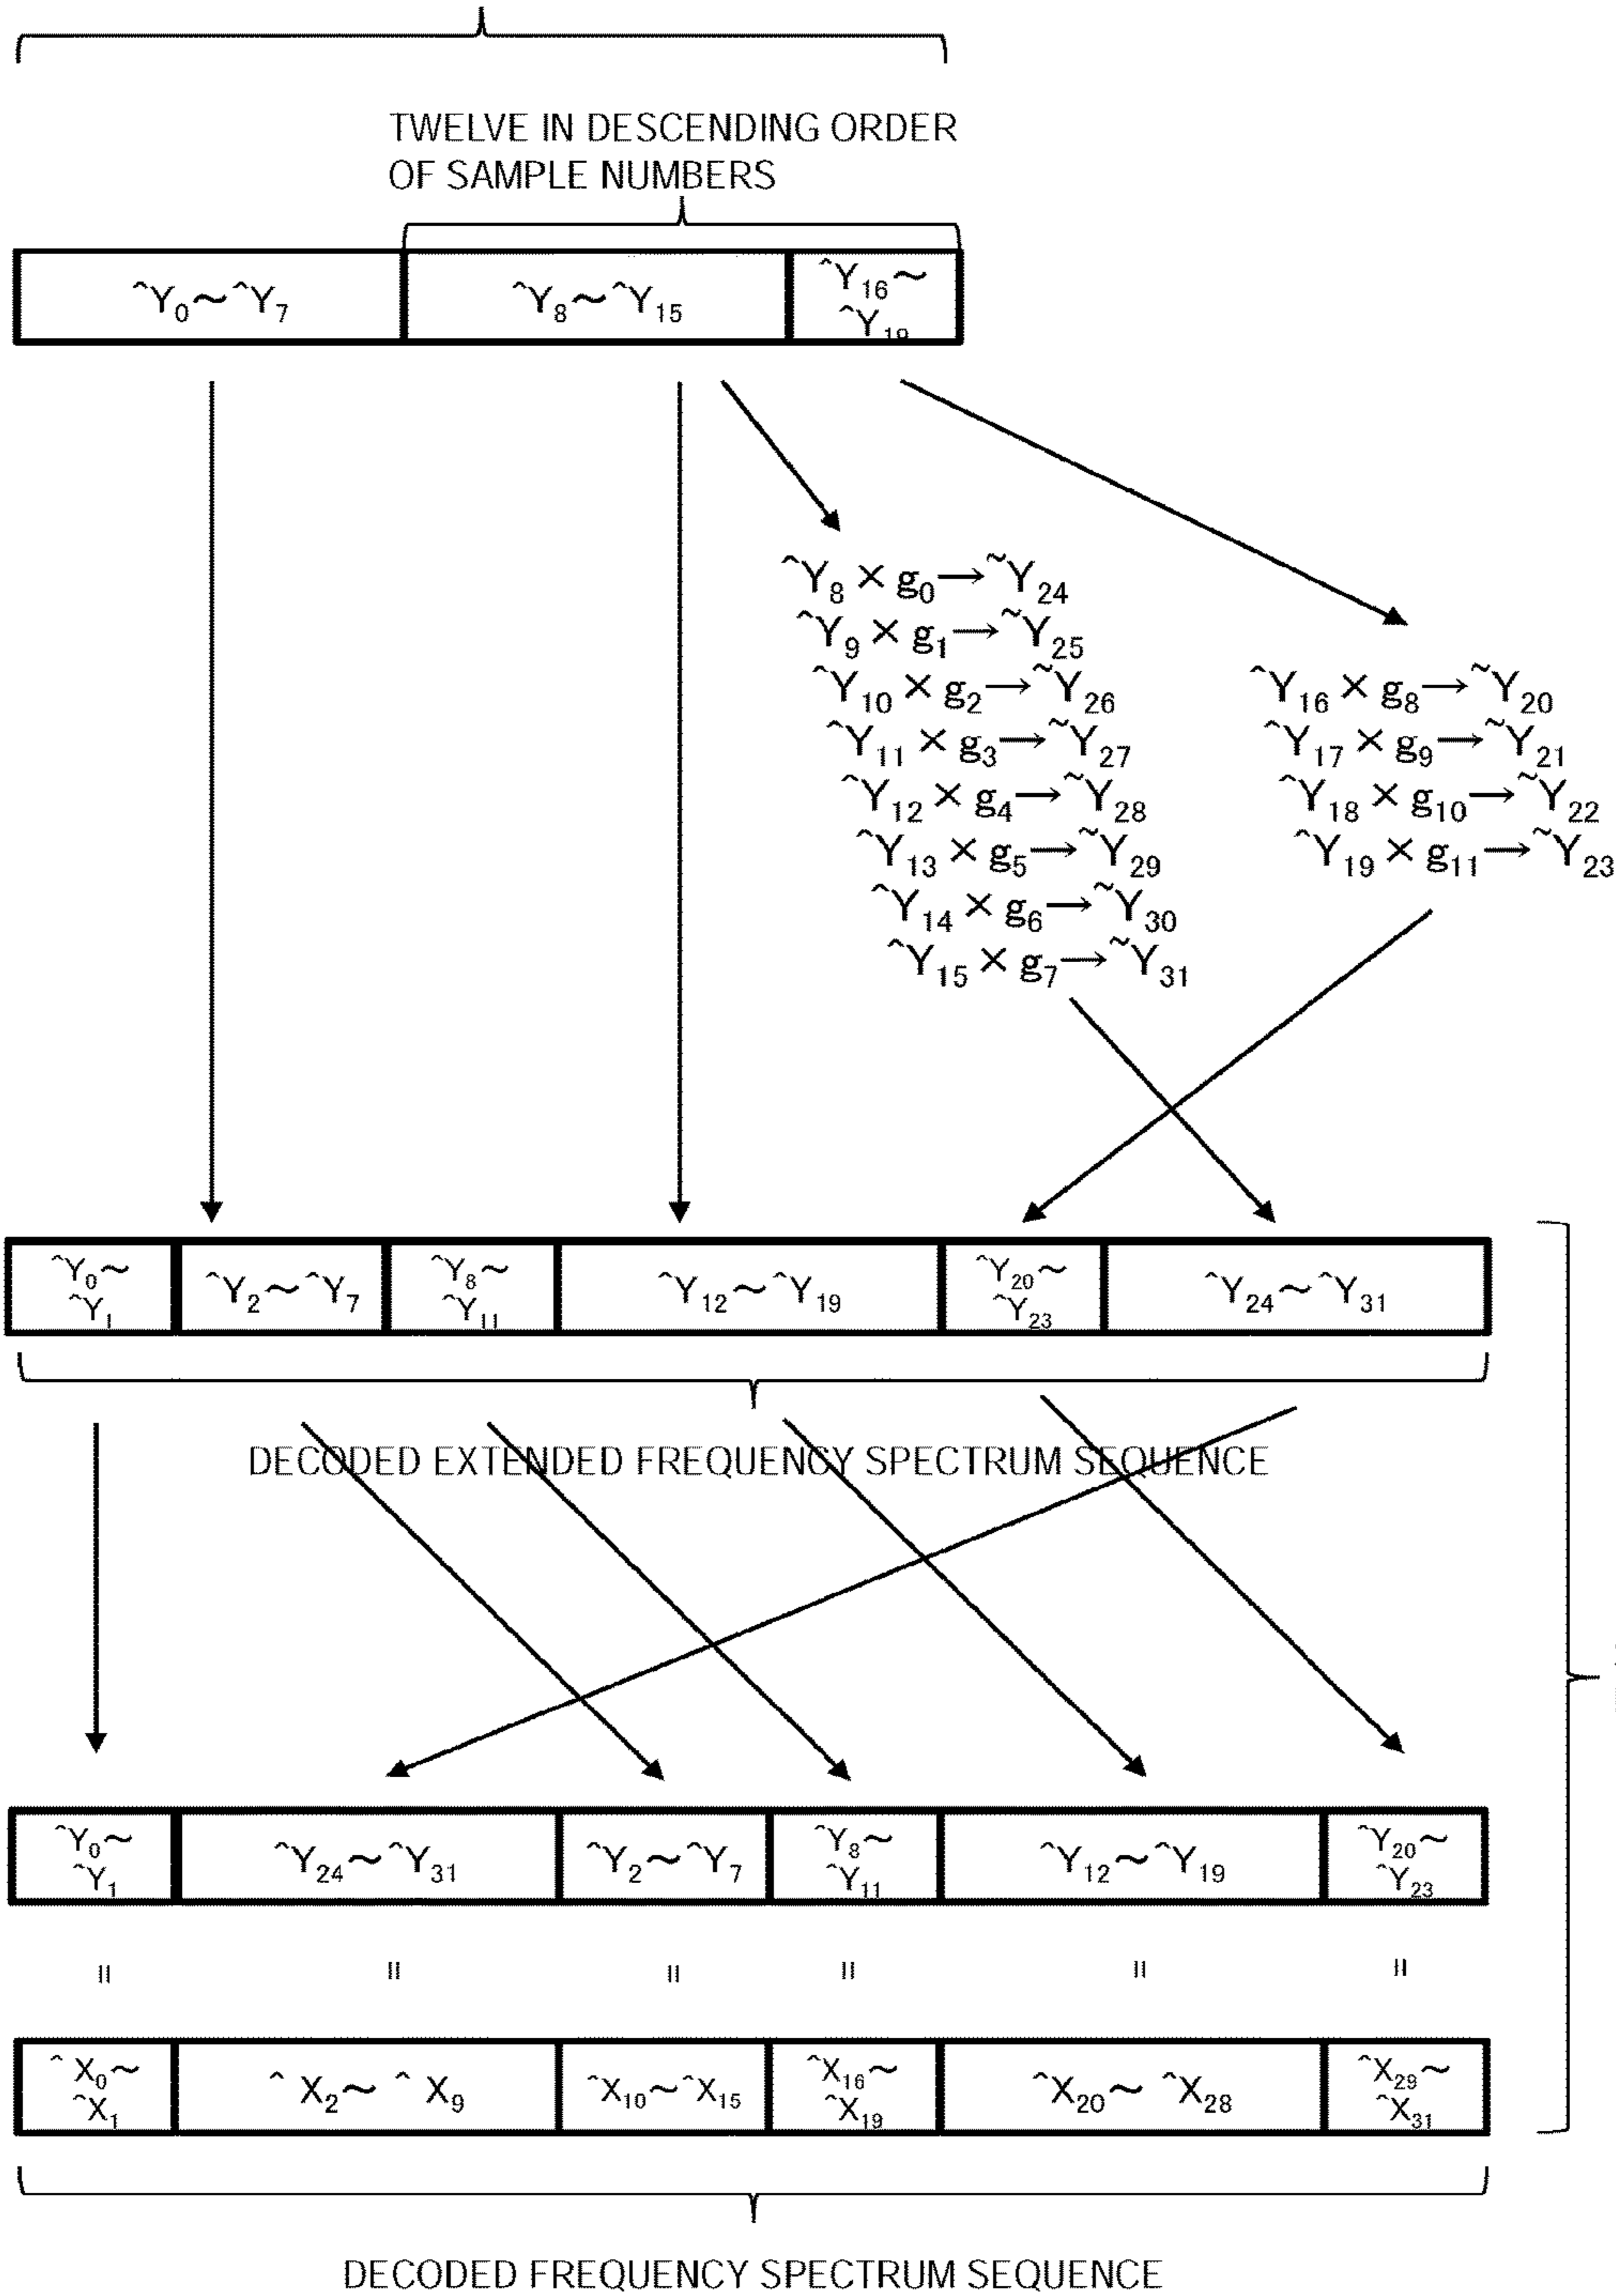 TWELVE IN DESCENDING ORDER
OF SAMPLE NUMBERS
^Y0～^Y7 ^Y8～^Y15 ^Y16～
^Y19
^Y8 × g0→~Y24
^Y9 × g1→~Y25
^Y10 × g2→~Y26 ^Y16 × g8→~Y20
^Y11 × g3→~Y27 ^Y17 × g9→~Y21
^Y12 × g4→~Y28 ^Y18 × g10→~Y22
^Y13 × g5→~Y29 ^Y19 × g11→~Y23
^Y14 × g6→~Y30
^Y15 × g7→~Y31
^Y0～ ^Y2～^Y7 ^Y8～ ^Y12～^Y19 ^Y20～ ^Y24～^Y31
^Y1 ^Y11 ^Y23
DECODED EXTENDED FREQUENCY SPECTRUM SEQUENCE
^Y0～ ^Y24～^Y31 ^Y2～^Y7 ^Y8～ ^Y12～^Y19 ^Y20～
^Y1 ^Y11 ^Y23
= = = = = =
^X0～ ^X2～ ^X9 ^X10～^X15 ^X16～ ^X20～ ^X28 ^X29～
^X1 ^X19 ^X31
DECODED FREQUENCY SPECTRUM SEQUENCE